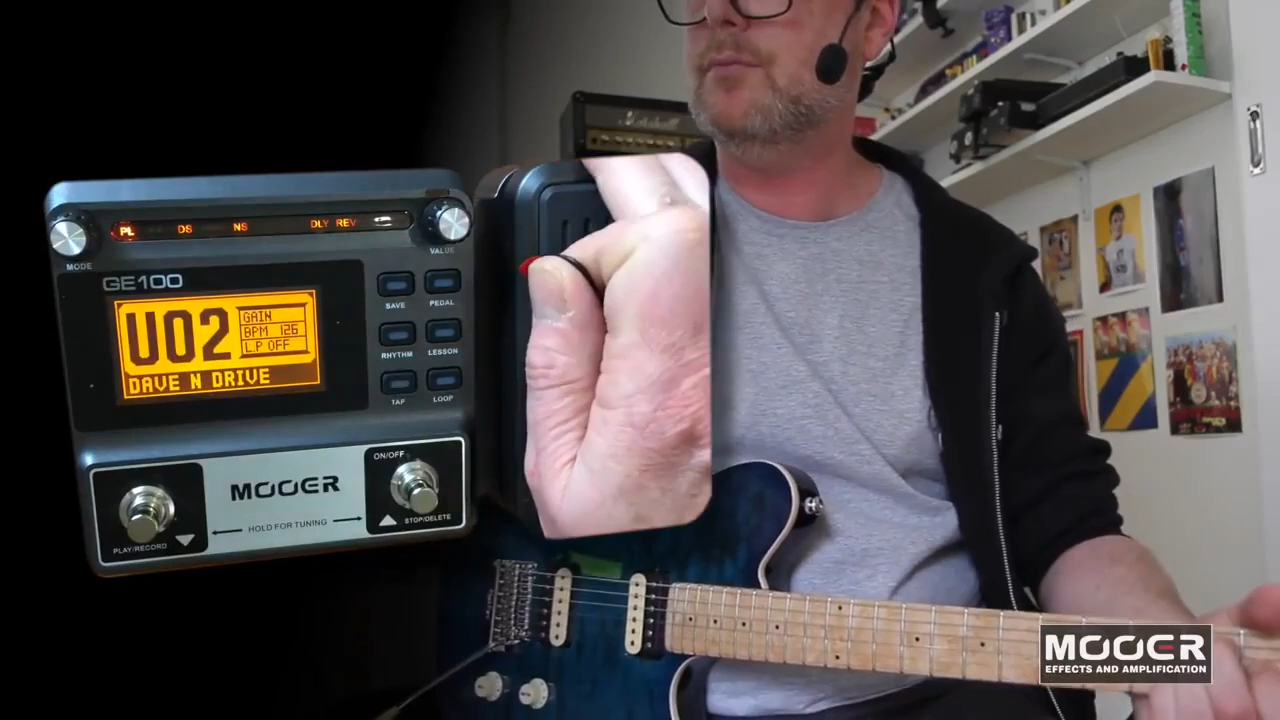 Marshall
PL DS NS DLY REV
MODE
VALUE
GE100
U02
GAIN
BPM 126
L.P OFF
DAVE N DRIVE
SAVE PEDAL
RHYTHM LESSON
TAP LOOP
ON/OFF
MOOER
HOLD FOR TUNING
PLAY/RECORD
STOP/DELETE
MOOER
EFFECTS AND AMPLIFICATION